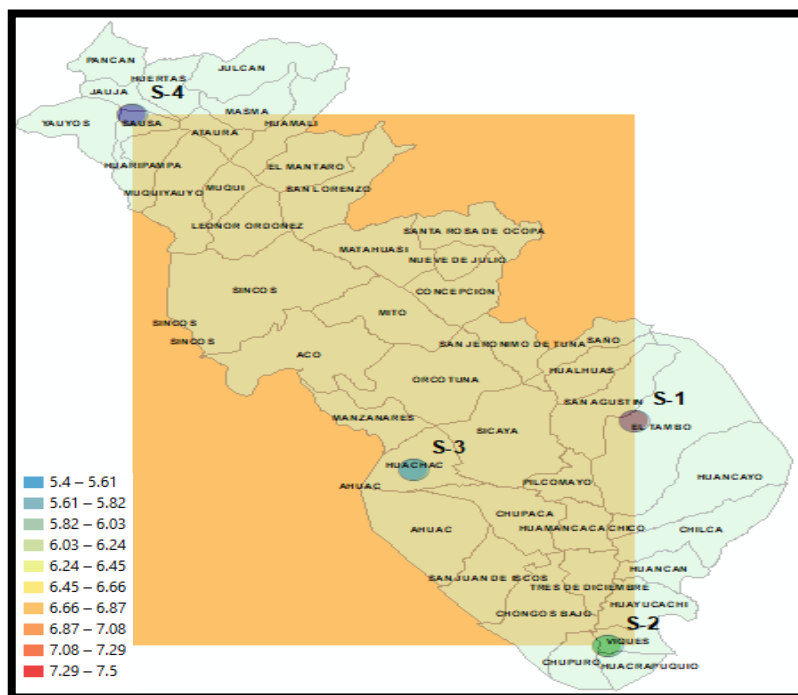 PANCAN
HUERTAS
JULCAN
JAUJA
S-4
MASMA
YAUYOS
SAUSA
HUAMALI
ATAURA
HUARIPAMPA
EL MANTARO
MUQUIYAUYO
MUQUI
SAN LORENZO
LEONOR ORDOÑEZ
SANTA ROSA DE OCOPA
MATAHUASI
NUEVE DE JULIO
SINCOS
CONCEPCION
MITO
SINCOS
SINCOS
SAN JERONIMO DE TUNA
SAÑO
ACO
HUALHUAS
ORCOTUNA
SAN AGUSTIN
S-1
MANZANARES
SICAYA
EL TAMBO
S-3
HUACHAC
HUANCAYO
AHUAC
PILCOMAYO
CHUPACA
AHUAC
HUAMANCACA CHICO
CHILCA
HUANCAN
SAN JUAN DE ISCOS
TRES DE DICIEMBRE
HUAYUCACHI
CHONGOS BAJO
S-2
VIQUES
CHUPURO
HUACRAPUQUIO
5.4 – 5.61
5.61 – 5.82
5.82 – 6.03
6.03 – 6.24
6.24 – 6.45
6.45 – 6.66
6.66 – 6.87
6.87 – 7.08
7.08 – 7.29
7.29 – 7.5